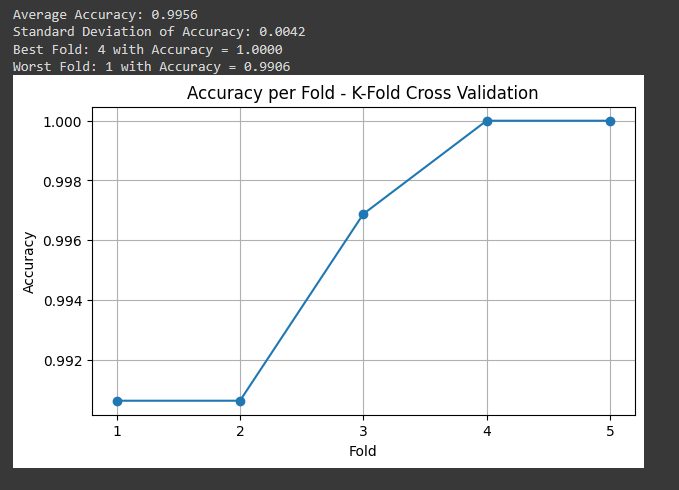 Average Accuracy: 0.9956
Standard Deviation of Accuracy: 0.0042
Best Fold: 4 with Accuracy = 1.0000
Worst Fold: 1 with Accuracy = 0.9906
Accuracy per Fold - K-Fold Cross Validation
1.000
0.998
0.996
0.994
0.992
Accuracy
1 2 3 4 5
Fold